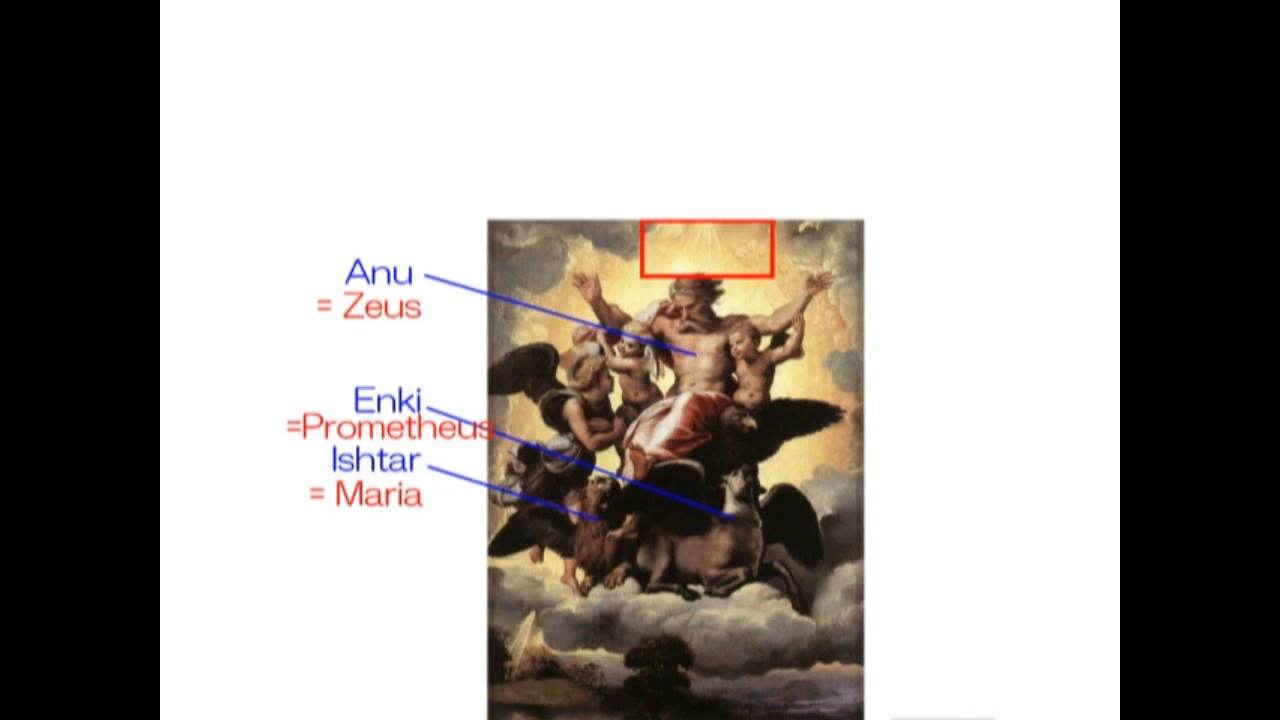 Anu
= Zeus
Enki
=Prometheus
Ishtar
= Maria